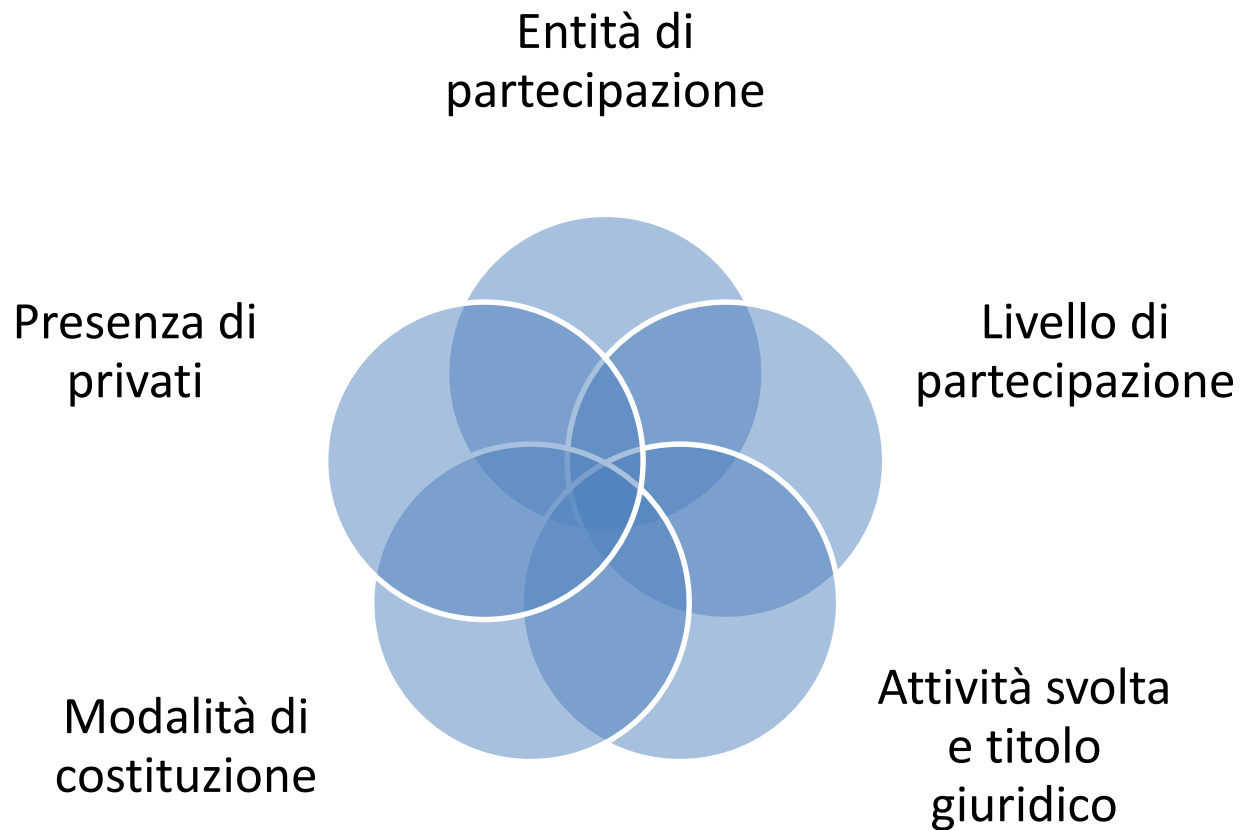 Entità di
partecipazione
Presenza di
privati
Livello di
partecipazione
Modalità di
costituzione
Attività svolta
e titolo
giuridico